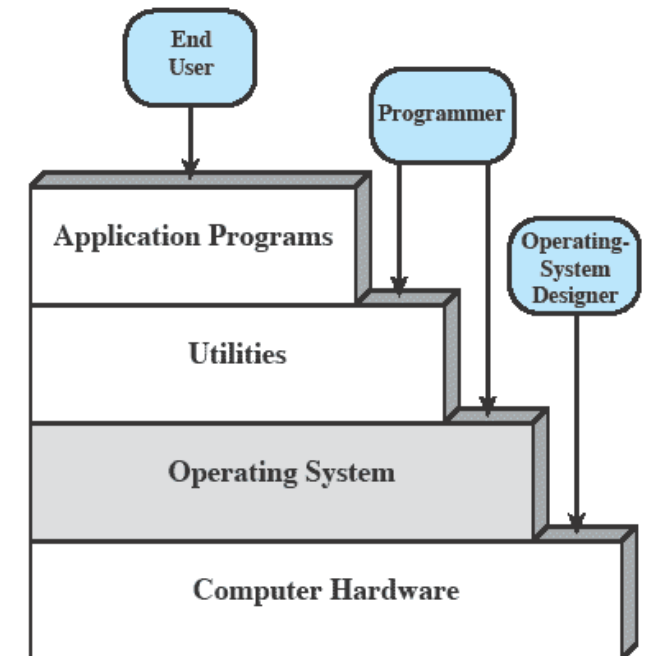 End
User
Programmer
Application Programs
Operating-
System
Designer
Utilities
Operating System
Computer Hardware